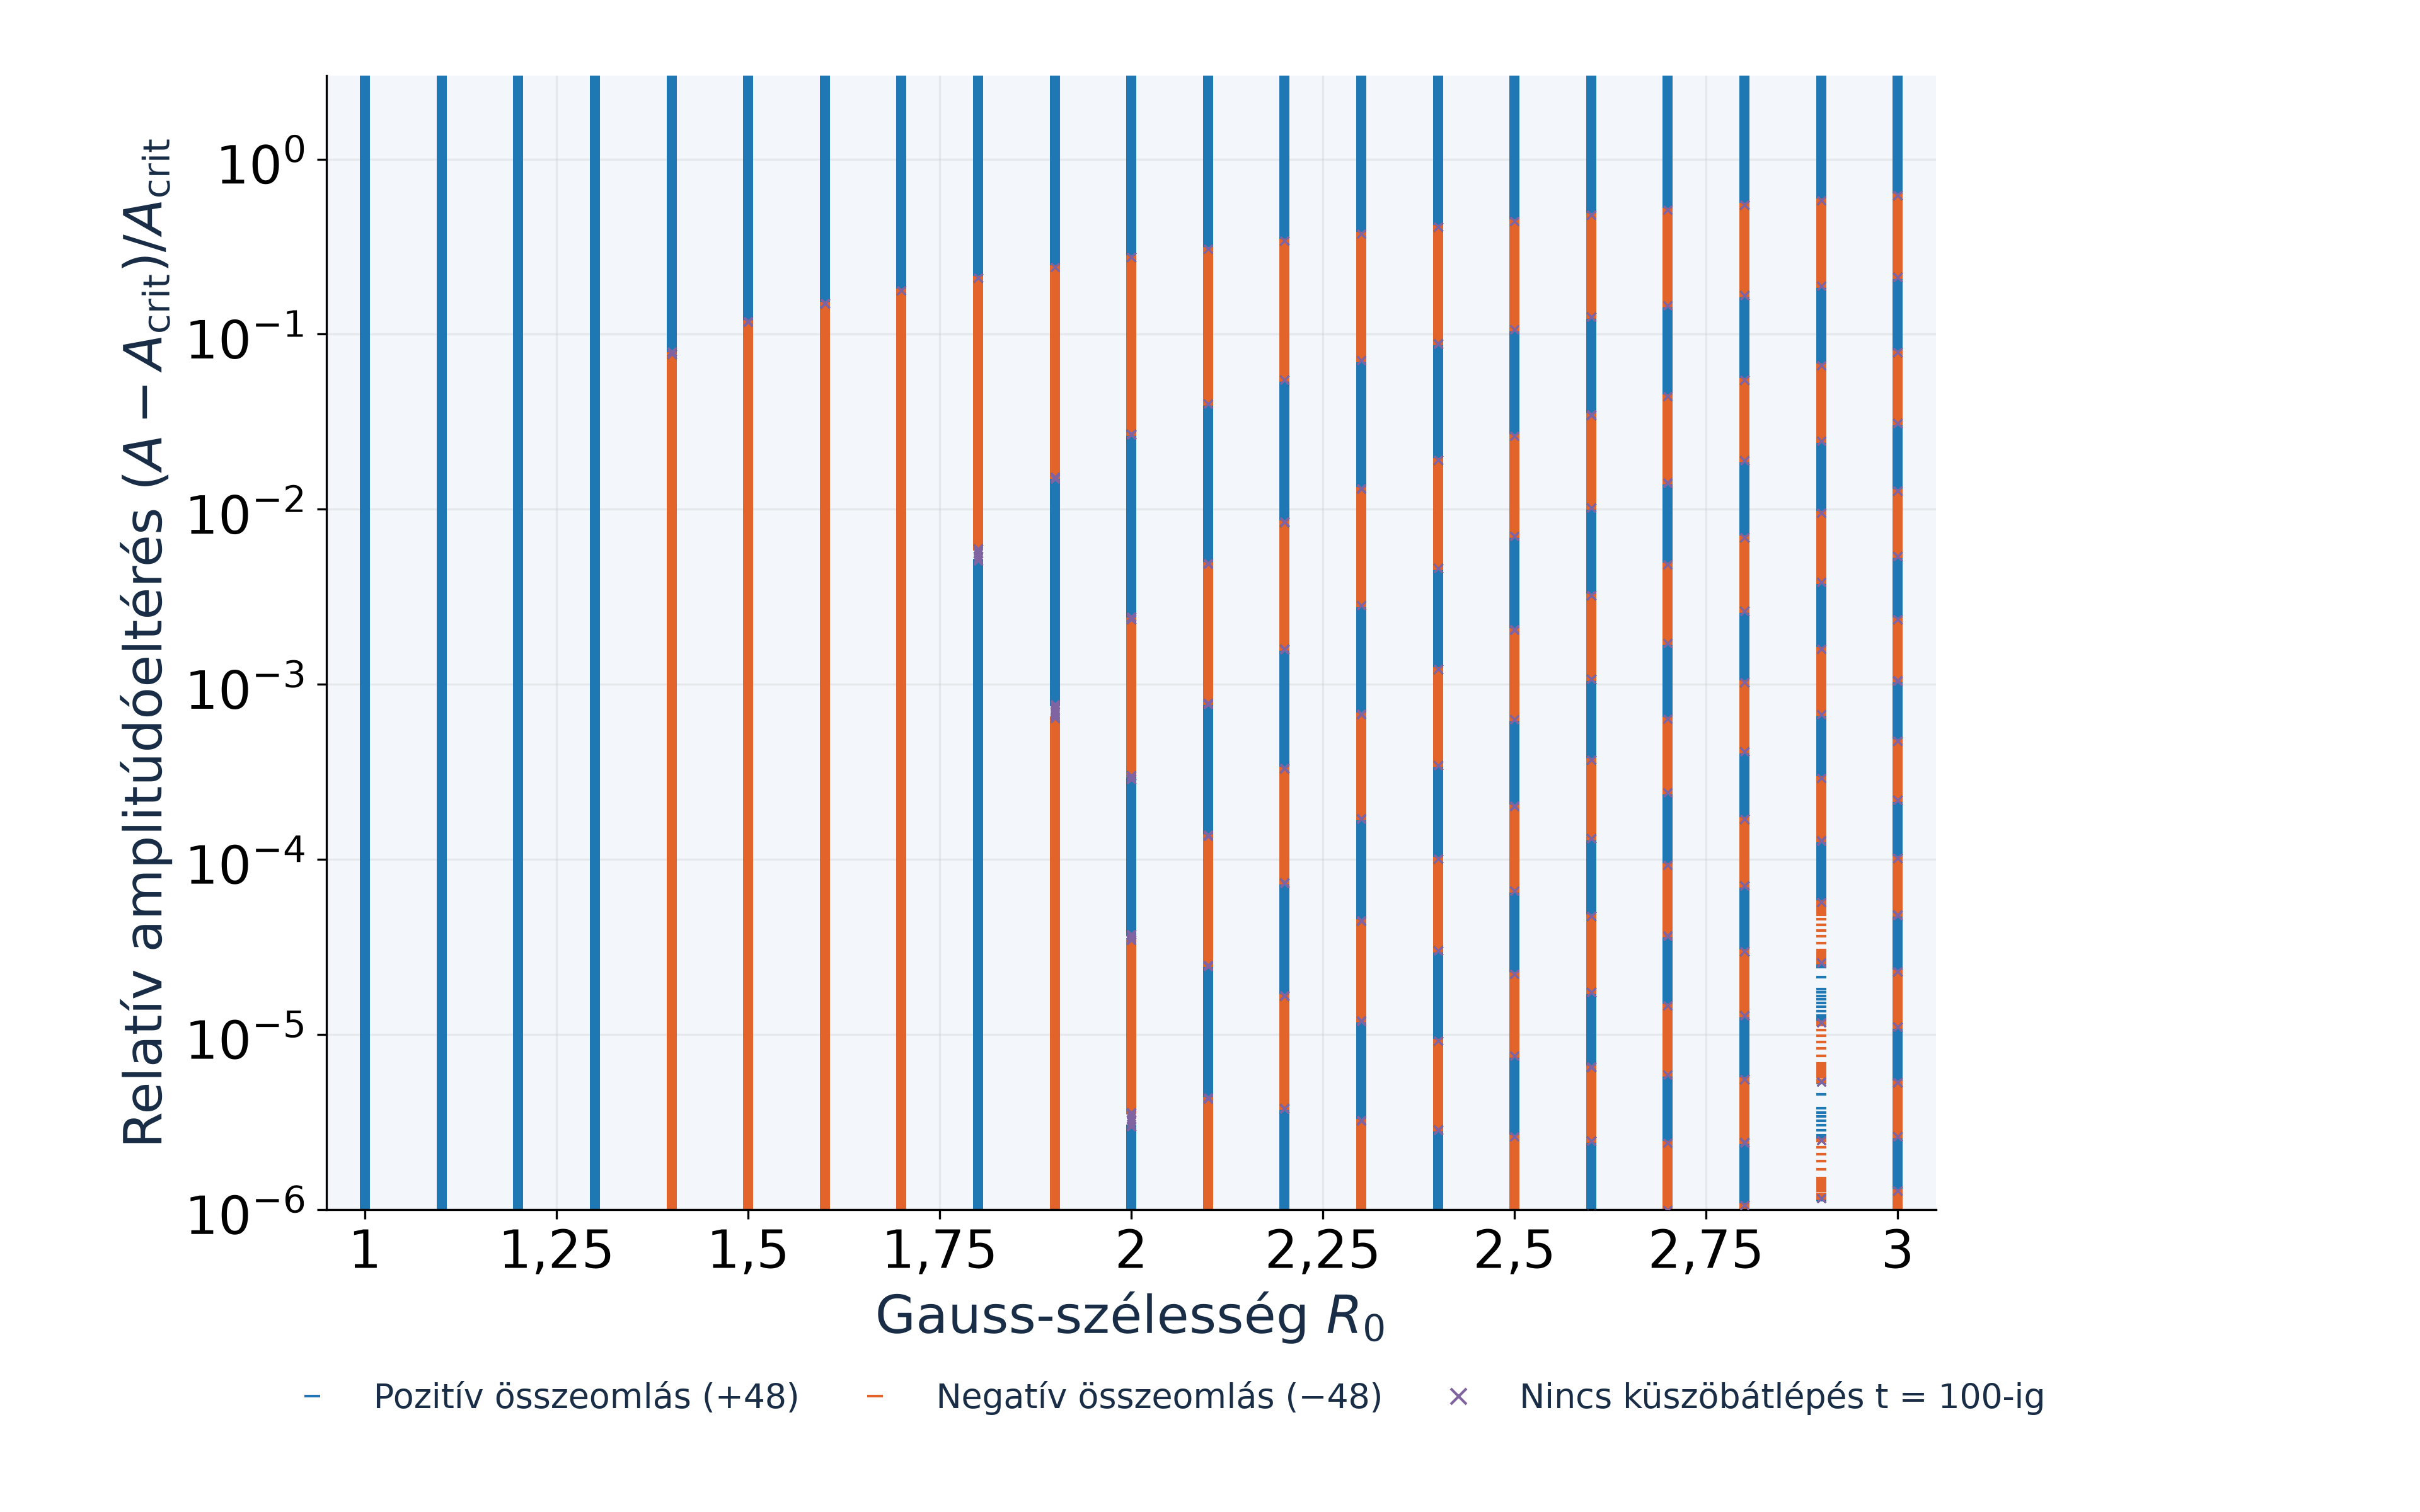 Relatív amplitúdóeltérés (A − A_crit)/A_crit
10^0
10^−1
10^−2
10^−3
10^−4
10^−5
10^−6
1 1,25 1,5 1,75 2 2,25 2,5 2,75 3
Gauss-szélesség R_0
Pozitív összeomlás (+48) Negatív összeomlás (−48) Nincs küszöbátlépés t = 100-ig